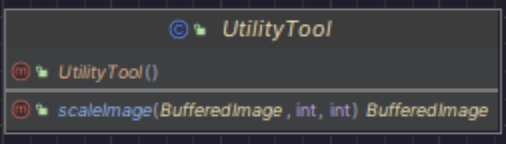 UtilityTool
UtilityTool()
scaleImage(BufferedImage, int, int) BufferedImage